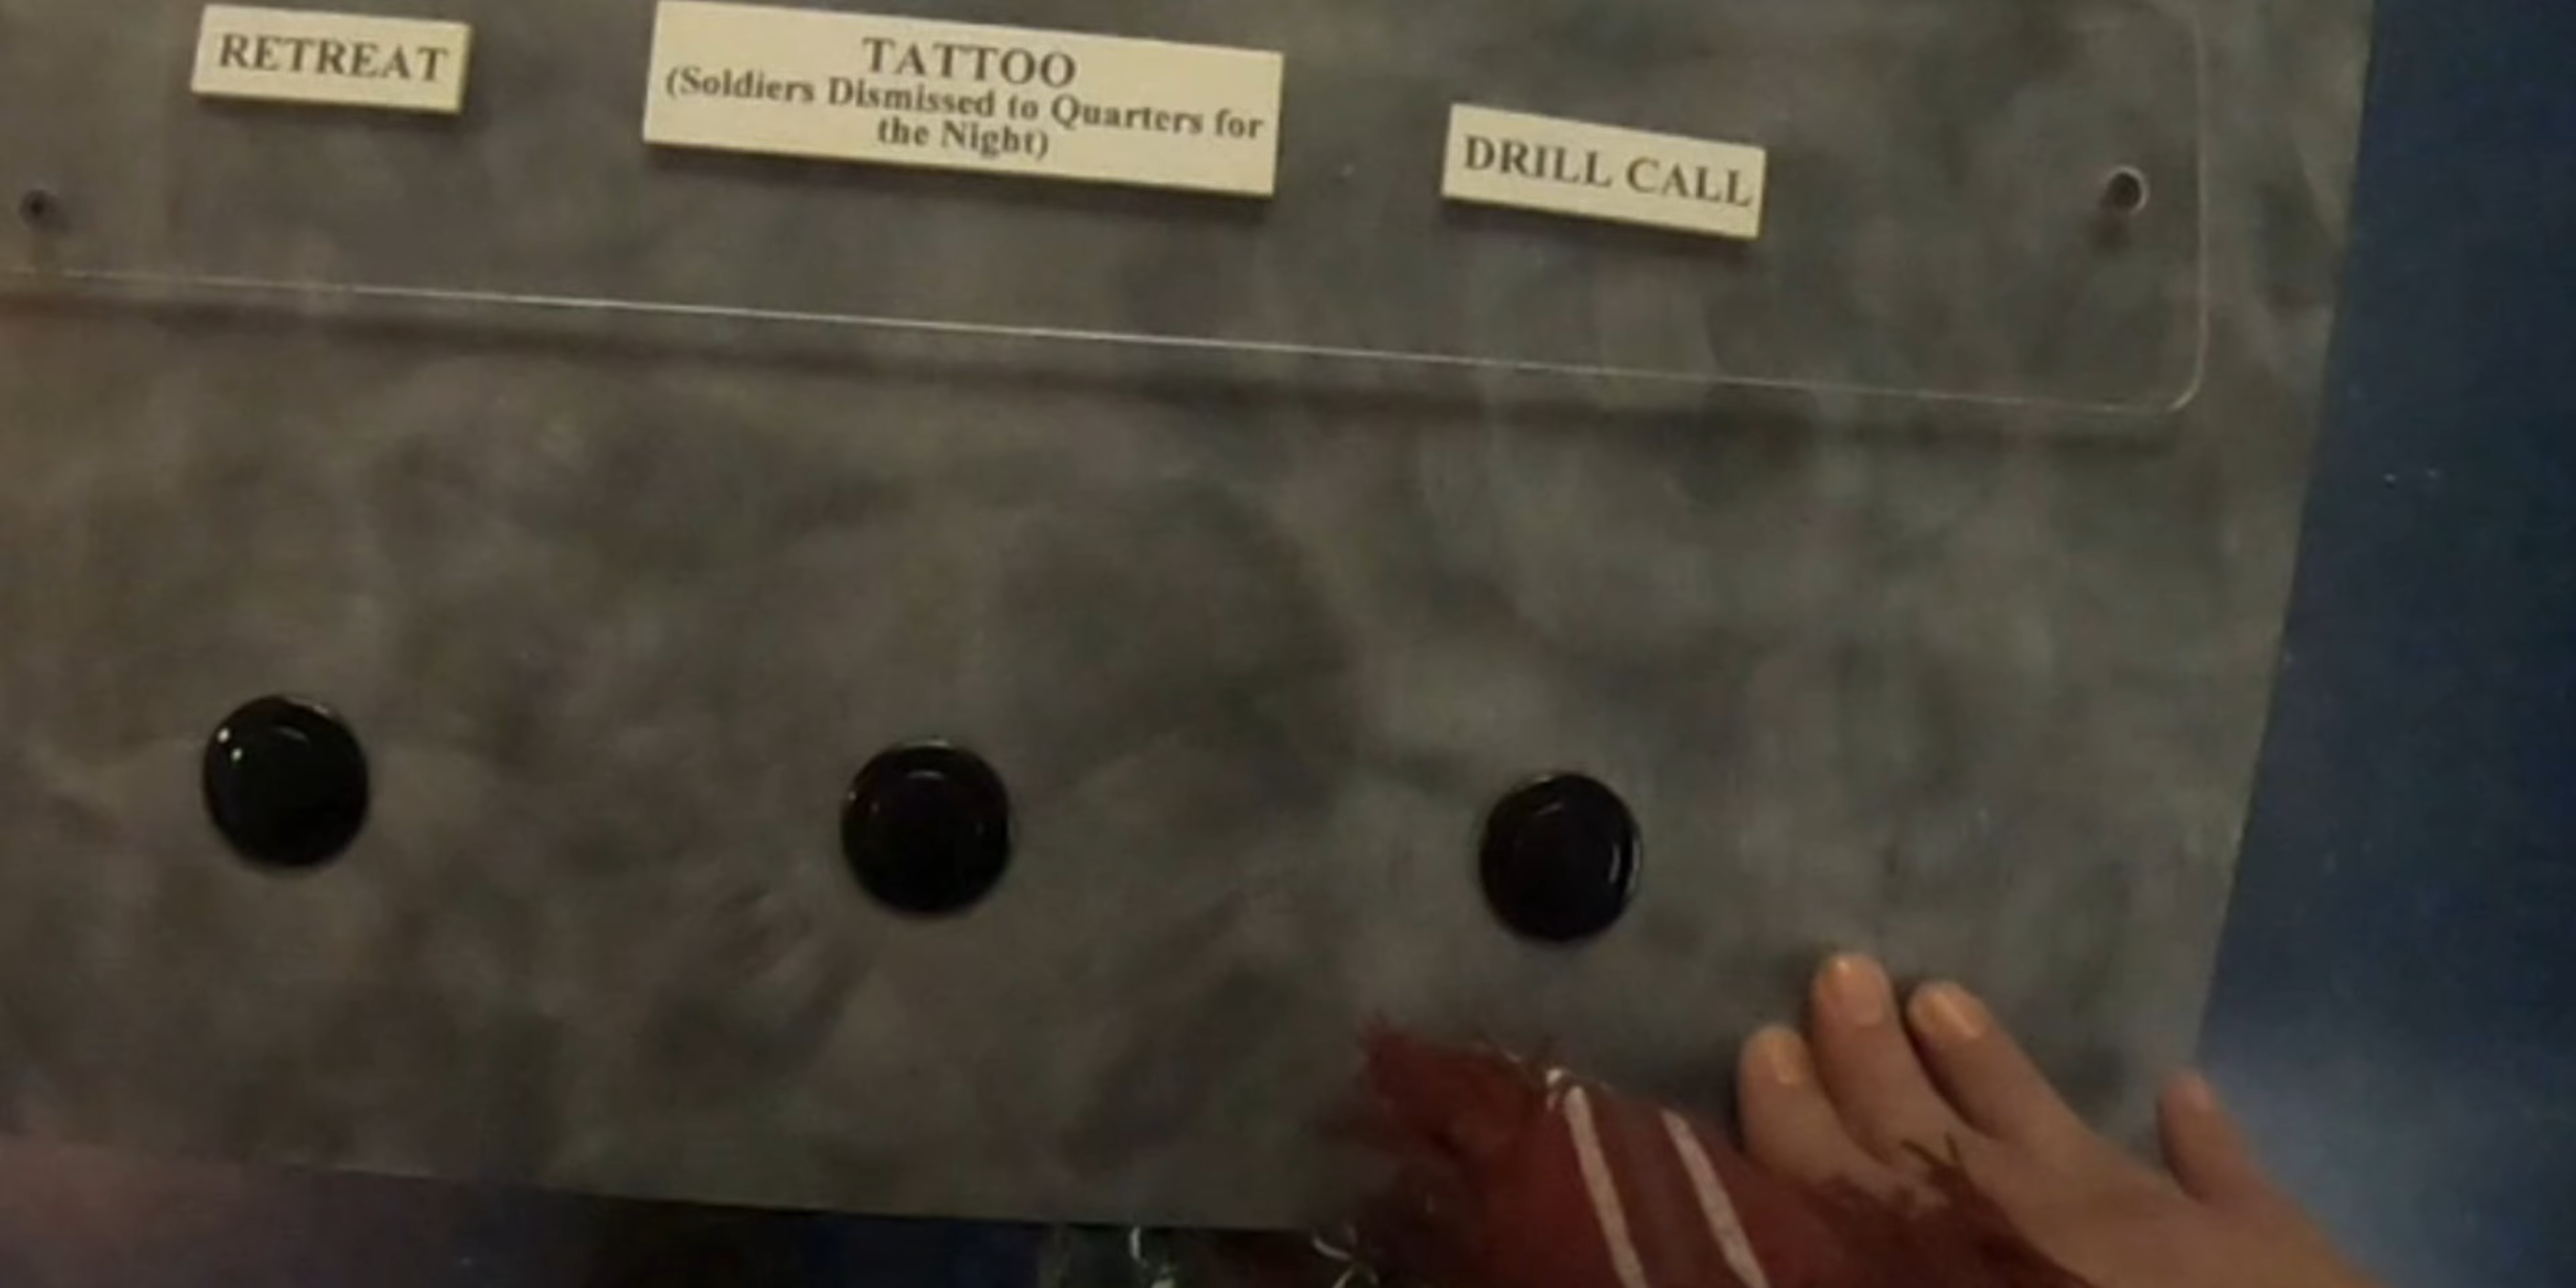 RETREAT
TATTOO
(Soldiers Dismissed to Quarters for
the Night)
DRILL CALL